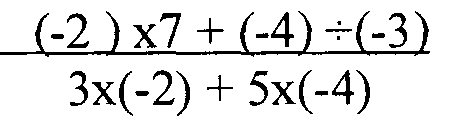 (-2 ) x7 + (-4) ÷(-3)
3x(-2) + 5x(-4)